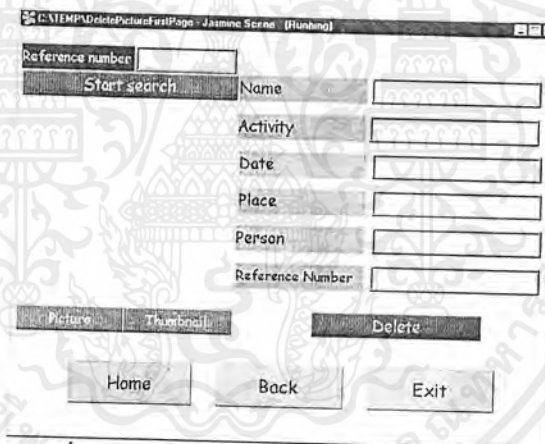 C:\TEMP\DeletePictureFirstPage - Jasmine Scene (Running)
Reference number
Start search
Name
Activity
Date
Place
Person
Reference Number
Picture Thumbnail
Delete
Home Back Exit